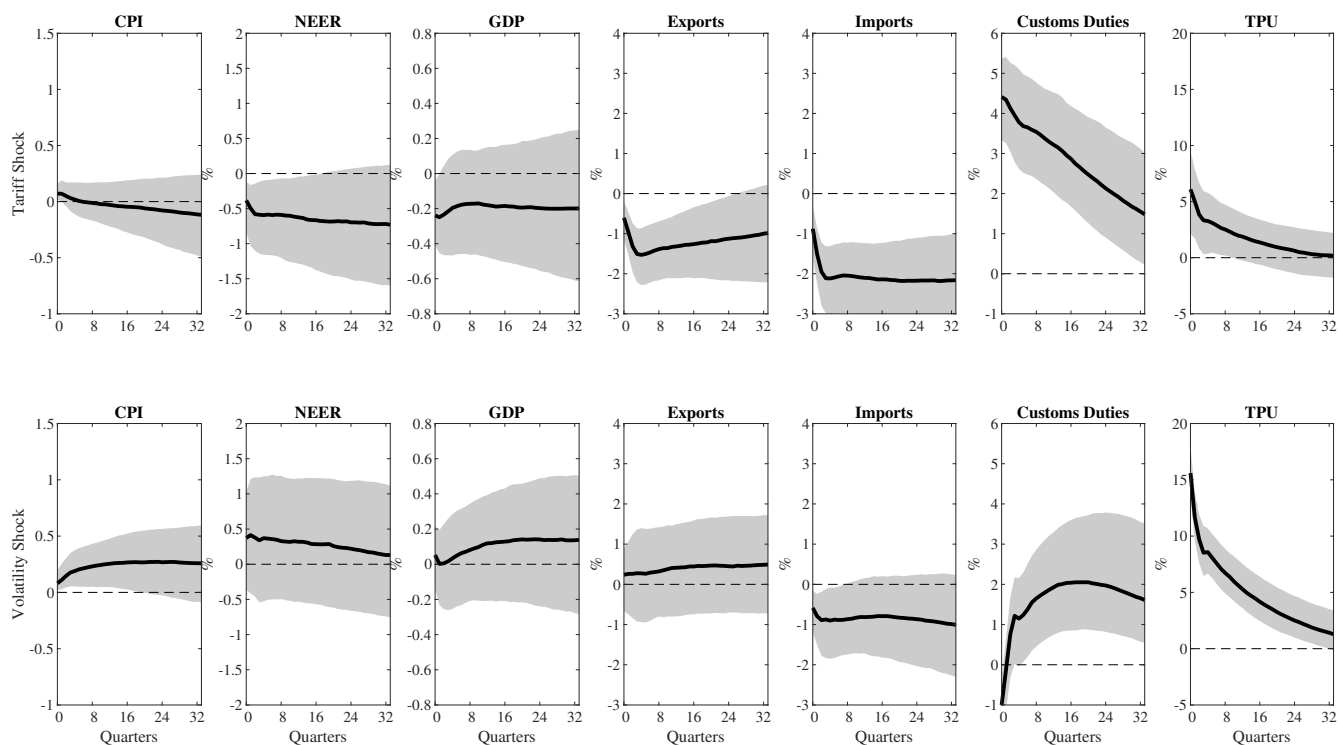 CPI NEER GDP Exports Imports Customs Duties TPU
1.5 2 0.8 4 4 6 20
1.5 0.6 3 3 5 15
1 1 0.4 2 2 4 10
0.5 0.5 0.2 1 1 3 5
0 0 0 0 0 2 0
-0.5 -0.5 -0.2 -1 -1 1 -5
-1 -1 -0.4 -2 -2 0
-1.5 -0.6 -3 -3 -1
-2 -0.8
Tariff Shock % % % % % %
0 8 16 24 32 0 8 16 24 32 0 8 16 24 32 0 8 16 24 32 0 8 16 24 32 0 8 16 24 32 0 8 16 24 32
CPI NEER GDP Exports Imports Customs Duties TPU
1.5 2 0.8 4 4 6 20
1.5 0.6 3 3 5 15
1 1 0.4 2 2 4 10
0.5 0.5 0.2 1 1 3 5
0 0 0 0 0 2 0
-0.5 -0.5 -0.2 -1 -1 1 -5
-1 -1 -0.4 -2 -2 0
-1.5 -0.6 -3 -3 -1
-2 -0.8
Volatility Shock % % % % % %
0 8 16 24 32 0 8 16 24 32 0 8 16 24 32 0 8 16 24 32 0 8 16 24 32 0 8 16 24 32 0 8 16 24 32
Quarters Quarters Quarters Quarters Quarters Quarters Quarters